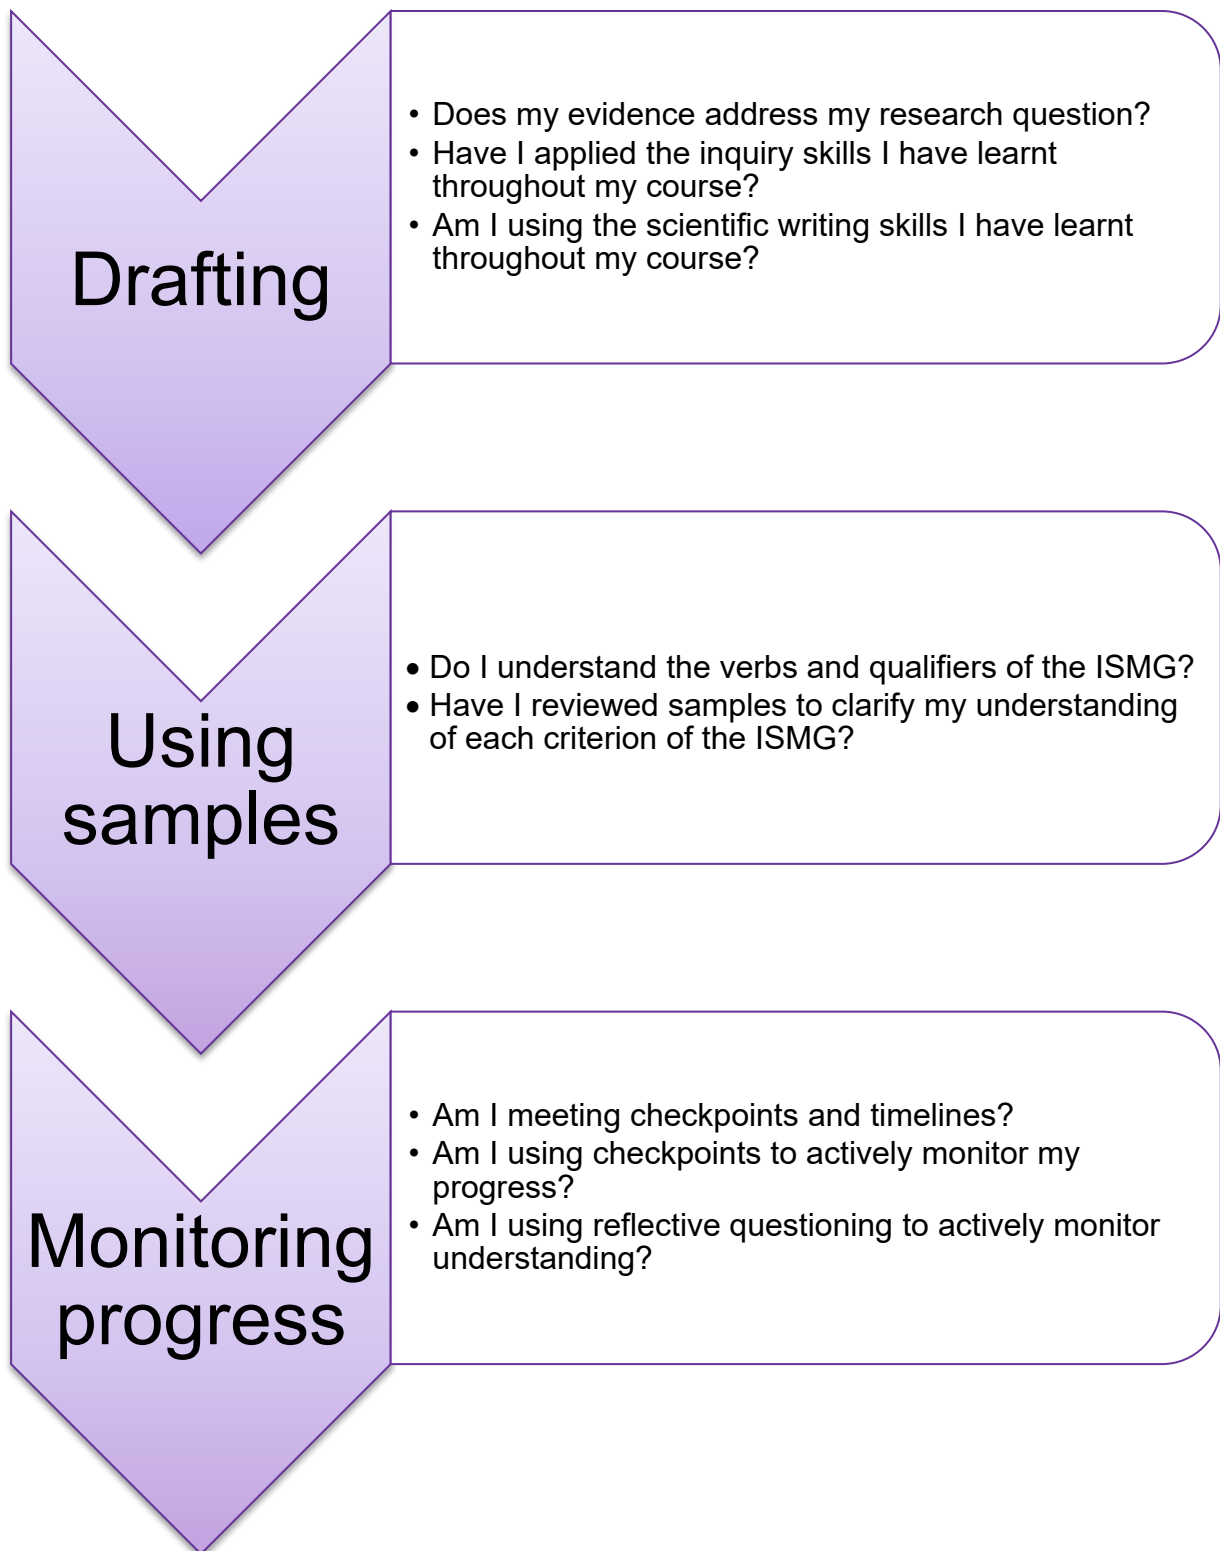 Drafting
• Does my evidence address my research question?
• Have I applied the inquiry skills I have learnt
throughout my course?
• Am I using the scientific writing skills I have learnt
throughout my course?
Using
samples
• Do I understand the verbs and qualifiers of the ISMG?
• Have I reviewed samples to clarify my understanding
of each criterion of the ISMG?
Monitoring
progress
• Am I meeting checkpoints and timelines?
• Am I using checkpoints to actively monitor my
progress?
• Am I using reflective questioning to actively monitor
understanding?